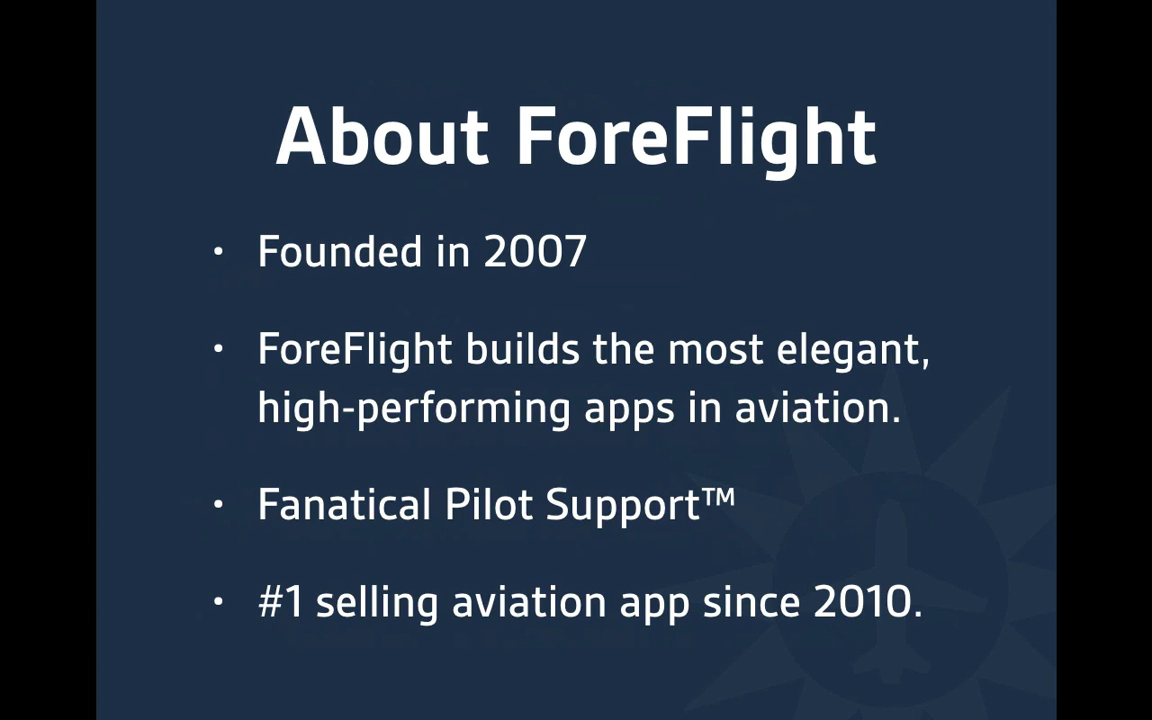 About ForeFlight
• Founded in 2007
• ForeFlight builds the most elegant,
high-performing apps in aviation.
• Fanatical Pilot Support™
• #1 selling aviation app since 2010.